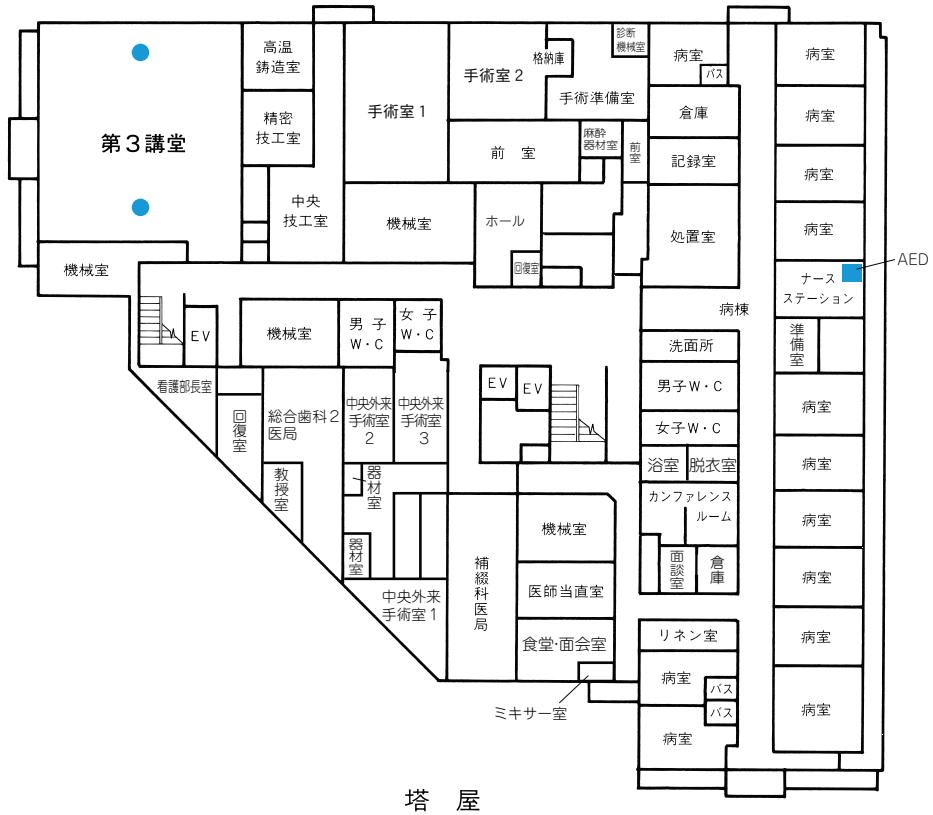 高温
鋳造室
第３講堂
精密
技工室
中央
技工室
機械室
手術室１
手術室２
格納庫
診断
機械室
手術準備室
前　室
麻酔
器材室
前
室
機械室
ホール
回復室
病室
バス
倉庫
記録室
処置室
病棟
病室
病室
病室
病室
ナース
ステーション
AED
準
備
室
病室
病室
病室
病室
病室
病室
洗面所
男子W・C
女子W・C
浴室
脱衣室
カンファレンス
ルーム
面
談
室
倉
庫
リネン室
病室
バス
バス
病室
EV
機械室
男 子
W・C
女 子
W・C
EV
EV
看護部長室
回
復
室
総合歯科２
医局
教
授
室
中央外来
手術室
2
中央外来
手術室
3
器
材
室
器
材
室
中央外来
手術室１
補
綴
科
医
局
機械室
医師当直室
食堂・面会室
ミキサー室
塔　屋